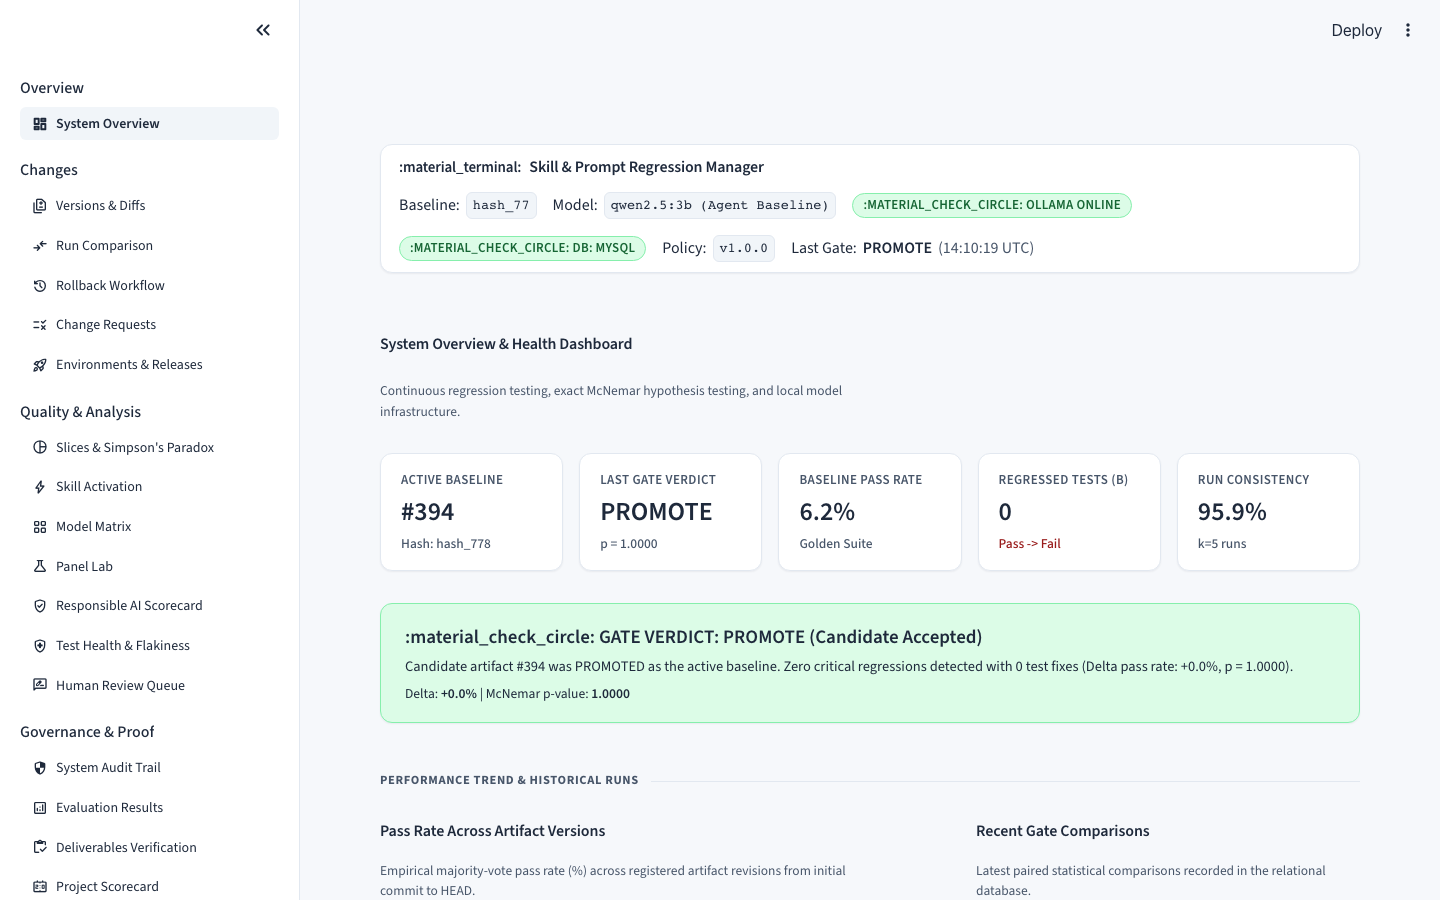 Deploy
Overview
System Overview
Changes
Versions & Diffs
Run Comparison
Rollback Workflow
Change Requests
Environments & Releases
Quality & Analysis
Slices & Simpson's Paradox
Skill Activation
Model Matrix
Panel Lab
Responsible AI Scorecard
Test Health & Flakiness
Human Review Queue
Governance & Proof
System Audit Trail
Evaluation Results
Deliverables Verification
Project Scorecard
:material_terminal: Skill & Prompt Regression Manager
Baseline: hash_77 Model: qwen2.5:3b (Agent Baseline) :MATERIAL_CHECK_CIRCLE: OLLAMA ONLINE
:MATERIAL_CHECK_CIRCLE: DB: MYSQL Policy: v1.0.0 Last Gate: PROMOTE (14:10:19 UTC)
System Overview & Health Dashboard
Continuous regression testing, exact McNemar hypothesis testing, and local model
infrastructure.
ACTIVE BASELINE
#394
Hash: hash_778
LAST GATE VERDICT
PROMOTE
p = 1.0000
BASELINE PASS RATE
6.2%
Golden Suite
REGRESSED TESTS (B)
0
Pass -> Fail
RUN CONSISTENCY
95.9%
k=5 runs
:material_check_circle: GATE VERDICT: PROMOTE (Candidate Accepted)
Candidate artifact #394 was PROMOTED as the active baseline. Zero critical regressions detected with 0 test fixes (Delta pass rate: +0.0%, p = 1.0000).
Delta: +0.0% | McNemar p-value: 1.0000
PERFORMANCE TREND & HISTORICAL RUNS
Pass Rate Across Artifact Versions
Empirical majority-vote pass rate (%) across registered artifact revisions from initial
commit to HEAD.
Recent Gate Comparisons
Latest paired statistical comparisons recorded in the relational
database.